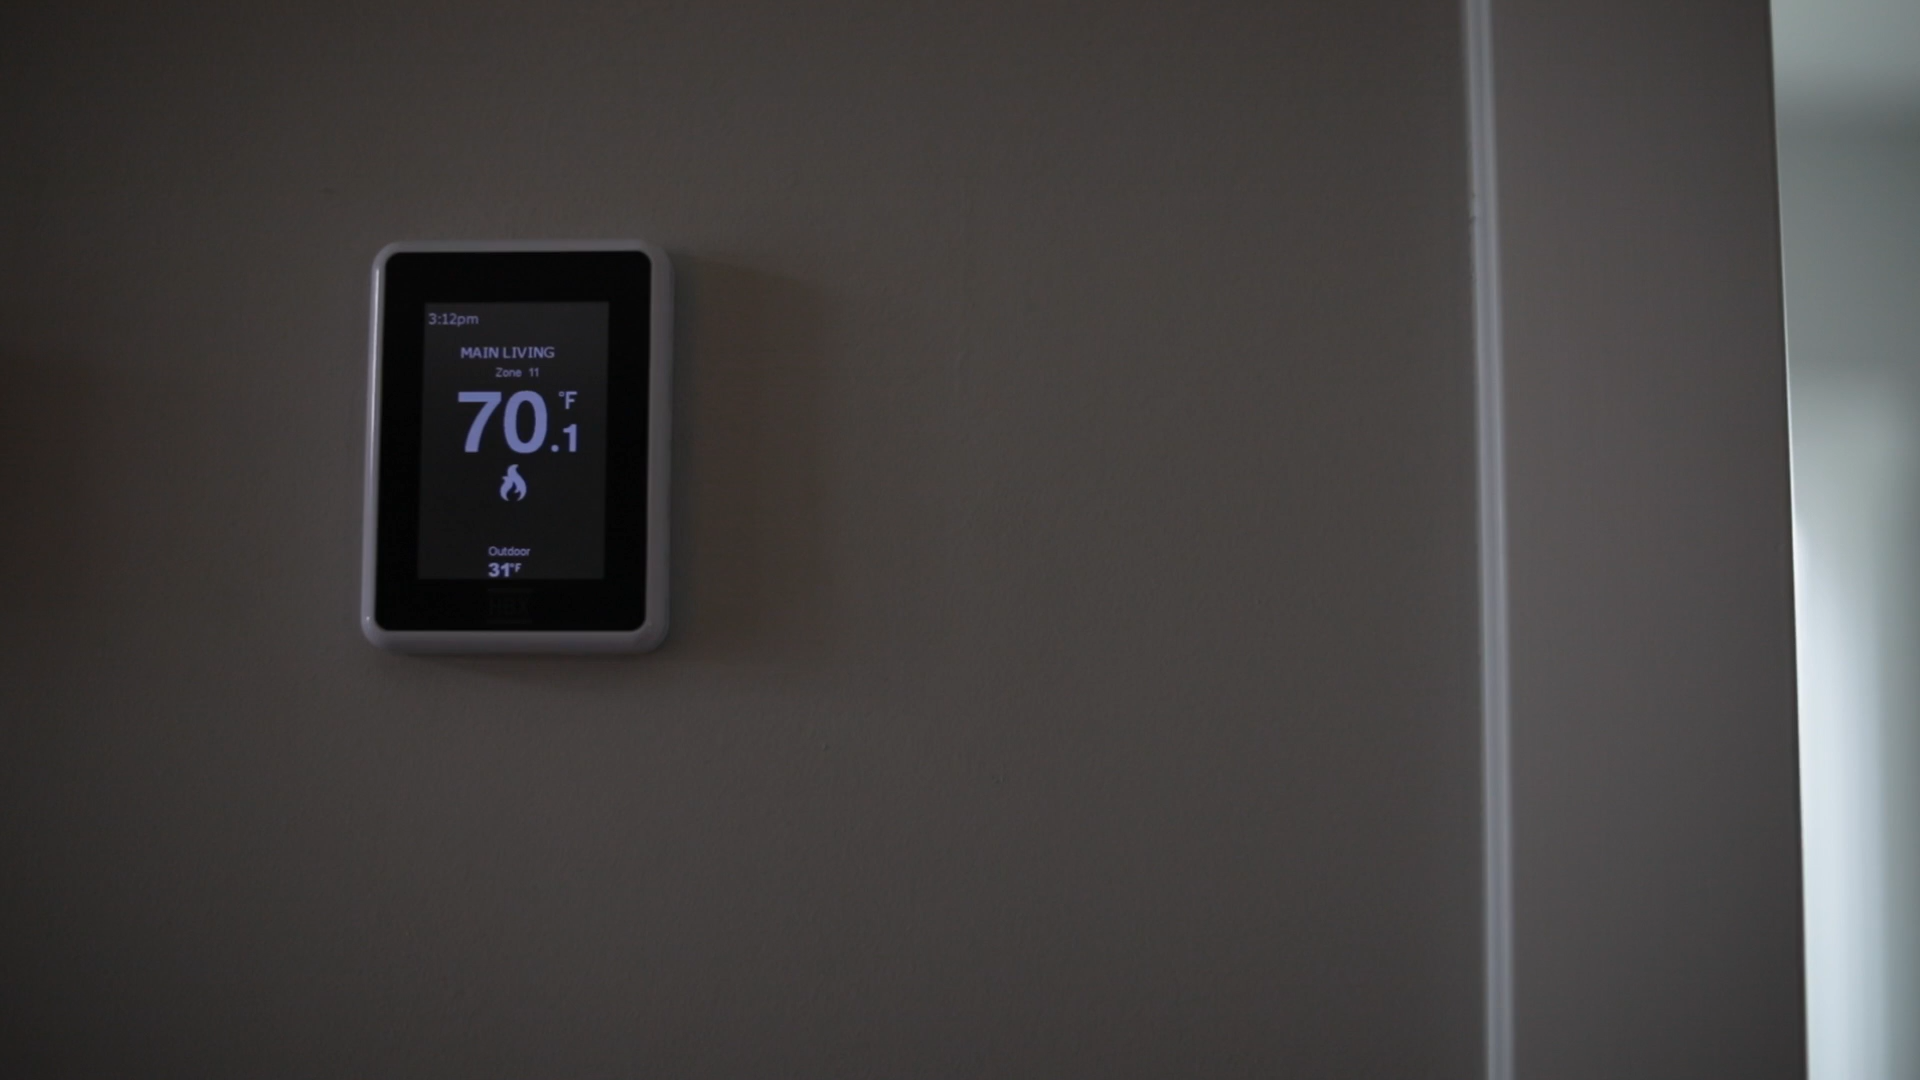 3:12pm
MAIN LIVING
Zone 11
70.1 °F
Outdoor
31°F